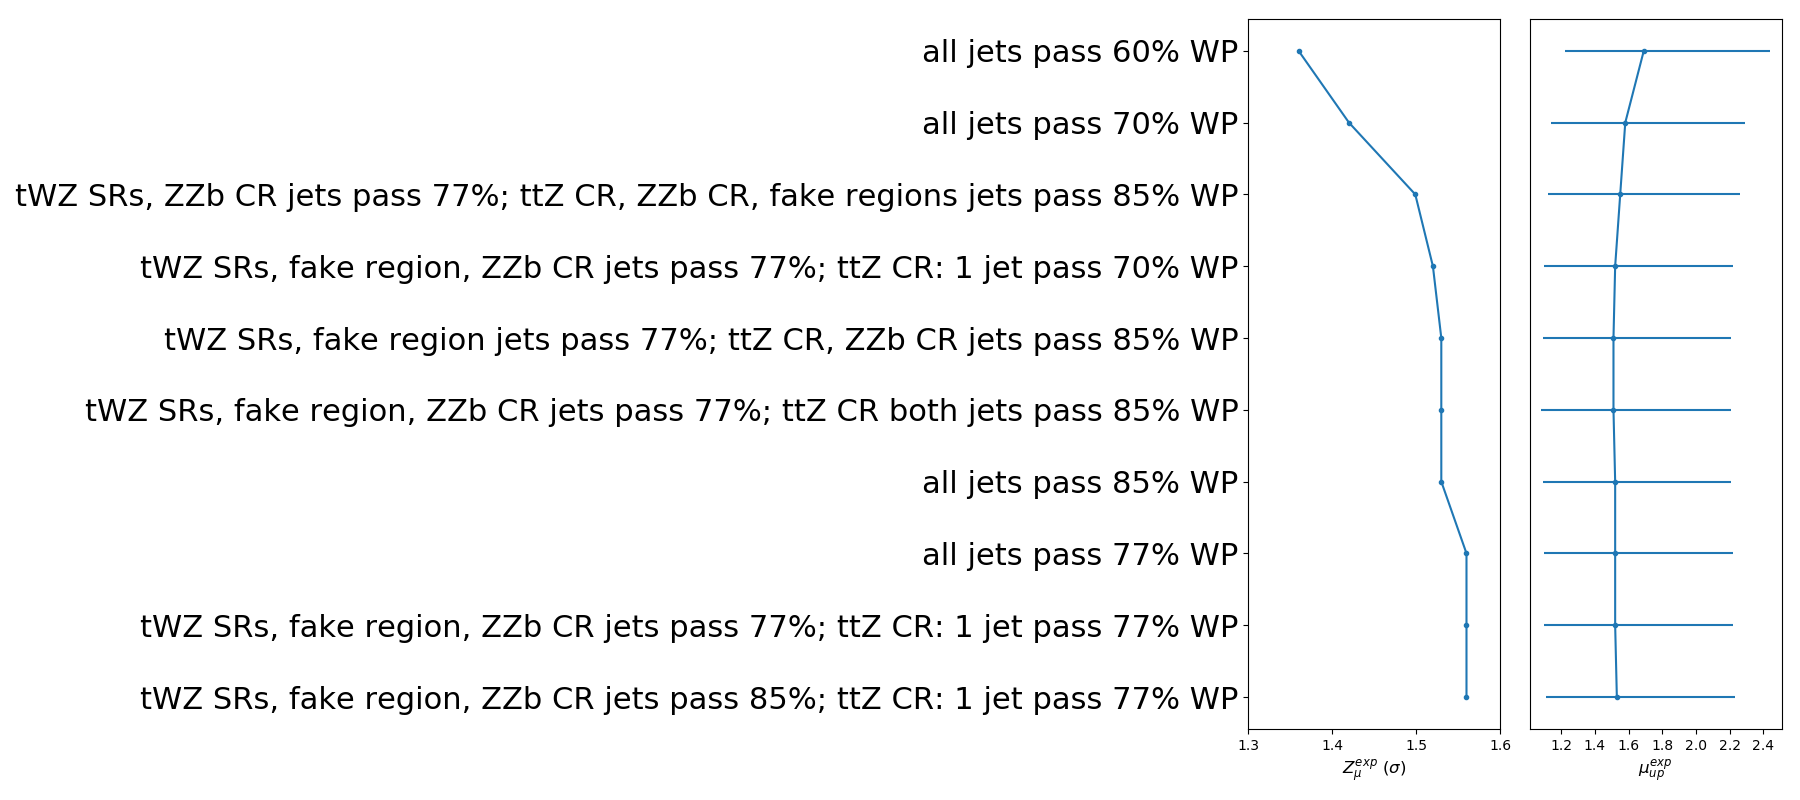 all jets pass 60% WP
all jets pass 70% WP
tWZ SRs, ZZb CR jets pass 77%; ttZ CR, ZZb CR, fake regions jets pass 85% WP
tWZ SRs, fake region, ZZb CR jets pass 77%; ttZ CR: 1 jet pass 70% WP
tWZ SRs, fake region jets pass 77%; ttZ CR, ZZb CR jets pass 85% WP
tWZ SRs, fake region, ZZb CR jets pass 77%; ttZ CR both jets pass 85% WP
all jets pass 85% WP
all jets pass 77% WP
tWZ SRs, fake region, ZZb CR jets pass 77%; ttZ CR: 1 jet pass 77% WP
tWZ SRs, fake region, ZZb CR jets pass 85%; ttZ CR: 1 jet pass 77% WP
1.3 1.4 1.5 1.6
Z_μ^exp (σ)
1.2 1.4 1.6 1.8 2.0 2.2 2.4
μ_up^exp